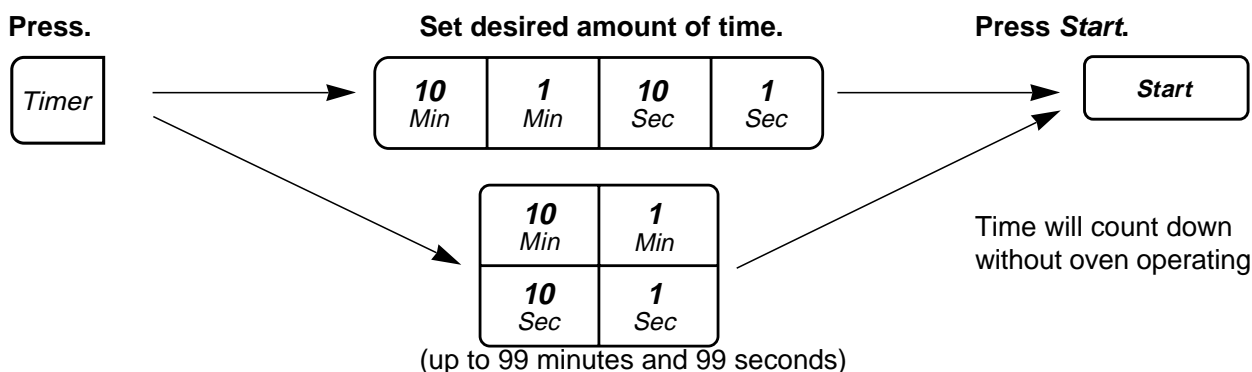 Press.
Set desired amount of time.
Press Start.
Timer
10 Min
1 Min
10 Sec
1 Sec
Start
10 Min
1 Min
10 Sec
1 Sec
Time will count down
without oven operating
(up to 99 minutes and 99 seconds)